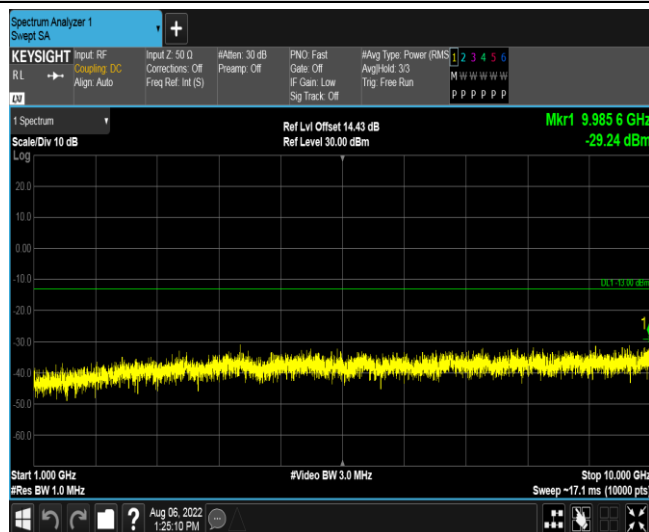 Spectrum Analyzer 1
Swept SA
+
KEYSIGHT Input: RF Input Z: 50 Ω #Atten: 30 dB PNO: Fast #Avg Type: Power (RMS 1 2 3 4 5 6
RL Coupling: DC Corrections: Off Preamp: Off Gate: Off Avg|Hold: 3/3 M W W W W W
Align: Auto Freq Ref: Int (S) IF Gain: Low Trig: Free Run
Sig Track: Off P P P P P P
LXI
1 Spectrum Ref Lvl Offset 14.43 dB Mkr1 9.985 6 GHz
Scale/Div 10 dB Ref Level 30.00 dBm -29.24 dBm
Log
20.0
10.0
0.00
-10.0
DL1 -13.00 dBm
-20.0
1
-30.0
-40.0
-50.0
-60.0
Start 1.000 GHz #Video BW 3.0 MHz Stop 10.000 GHz
#Res BW 1.0 MHz Sweep ~17.1 ms (10000 pts)
? Aug 06, 2022
1:25:10 PM